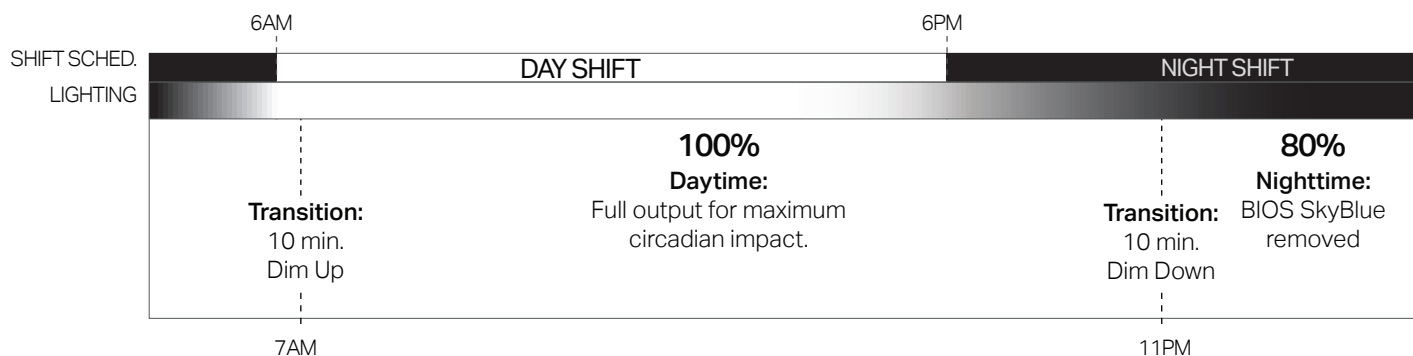 6AM 6PM
SHIFT SCHED. DAY SHIFT NIGHT SHIFT
LIGHTING
100%
Daytime:
Full output for maximum
circadian impact.
80%
Nighttime:
BIOS SkyBlue
removed
Transition:
10 min.
Dim Up
Transition:
10 min.
Dim Down
7AM 11PM